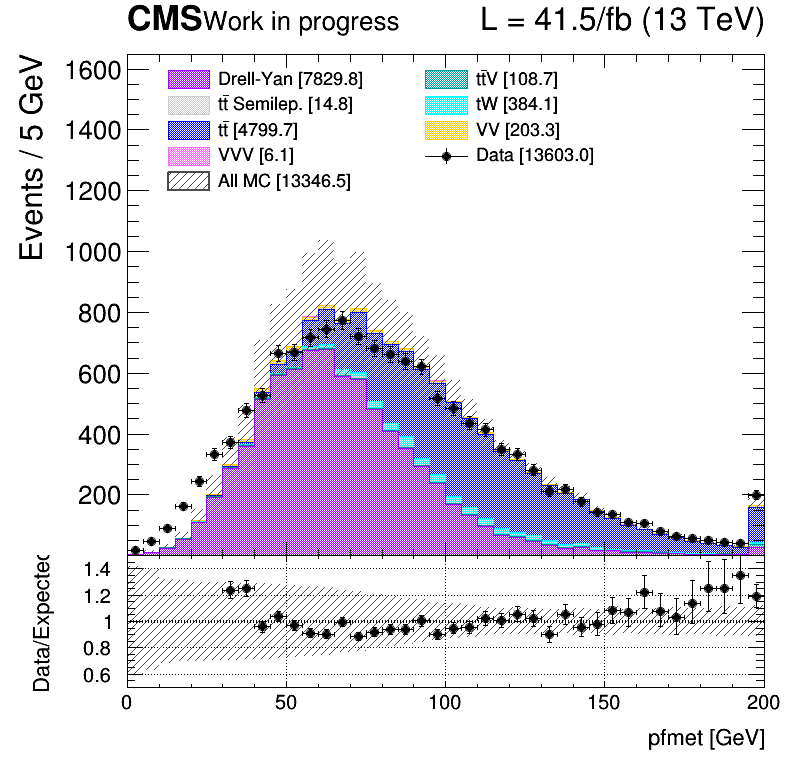 CMS Work in progress L = 41.5/fb (13 TeV)
Events / 5 GeV
1600
1400
1200
1000
800
600
400
200
Drell-Yan [7829.8]
tt̄ Semilep. [14.8]
tt̄ [4799.7]
VVV [6.1]
All MC [13346.5]
tt̄V [108.7]
tW [384.1]
VV [203.3]
Data [13603.0]
Data/Expected
1.4
1.2
1
0.8
0.6
0 50 100 150 200
pfmet [GeV]